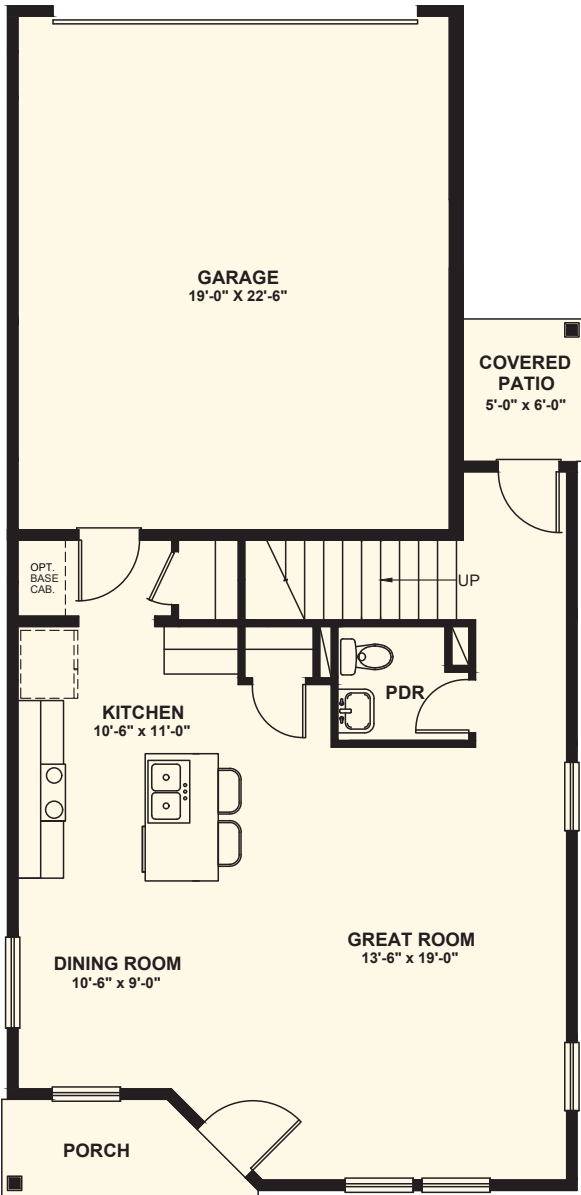 GARAGE
19'-0" X 22'-6"
COVERED
PATIO
5'-0" x 6'-0"
OPT.
BASE
CAB.
UP
PDR
KITCHEN
10'-6" x 11'-0"
GREAT ROOM
13'-6" x 19'-0"
DINING ROOM
10'-6" x 9'-0"
PORCH